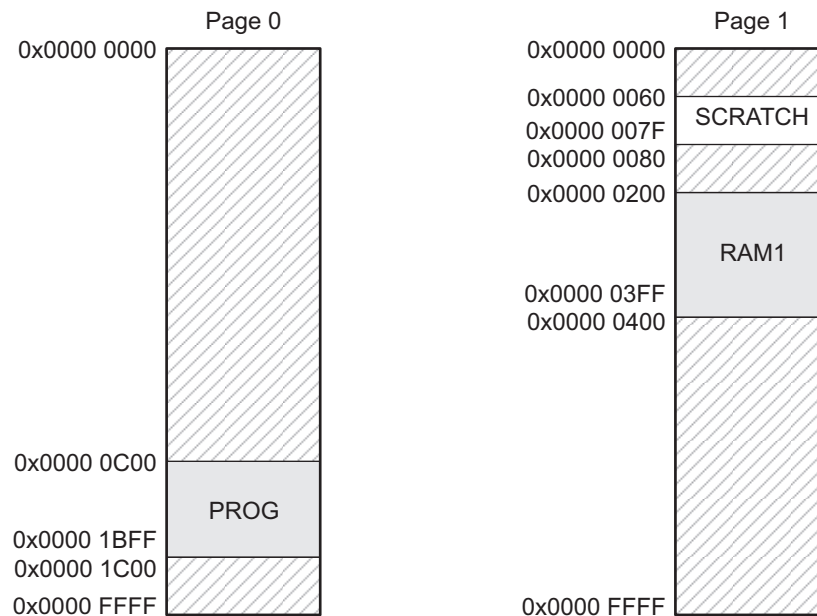 Page 0
0x0000 0000
0x0000 0C00
PROG
0x0000 1BFF
0x0000 1C00
0x0000 FFFF
Page 1
0x0000 0000
0x0000 0060
SCRATCH
0x0000 007F
0x0000 0080
0x0000 0200
RAM1
0x0000 03FF
0x0000 0400
0x0000 FFFF